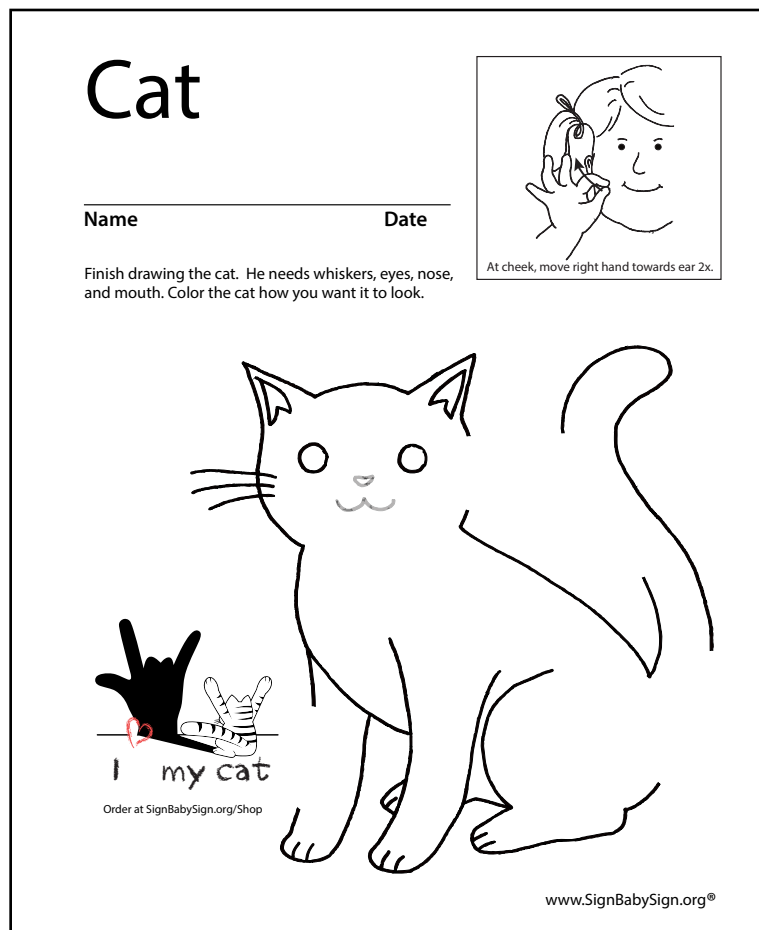 Cat
Name Date
At cheek, move right hand towards ear 2x.
Finish drawing the cat.  He needs whiskers, eyes, nose,
and mouth. Color the cat how you want it to look.
I my cat
Order at SignBabySign.org/Shop
www.SignBabySign.org®